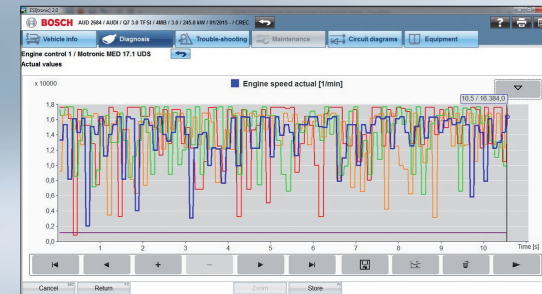 ESI[tronic] 2.0
BOSCH AUD 2684 / AUDI / Q7 3.0 TFSI / 4MB / 3.0 / 245.0 kW / 01/2015 - / CREC
Vehicle info Diagnosis Trouble-shooting Maintenance Circuit diagrams Equipment
Engine control 1 / Motronic MED 17.1 UDS
Actual values
x 10000 Engine speed actual [1/min]
10,5 / 16.384,0
1,8
1,6
1,4
1,2
1,0
0,8
0,6
0,4
0,2
0,0
1 2 3 4 5 6 7 8 9 10 Time [s]
Cancel Return Zoom Store